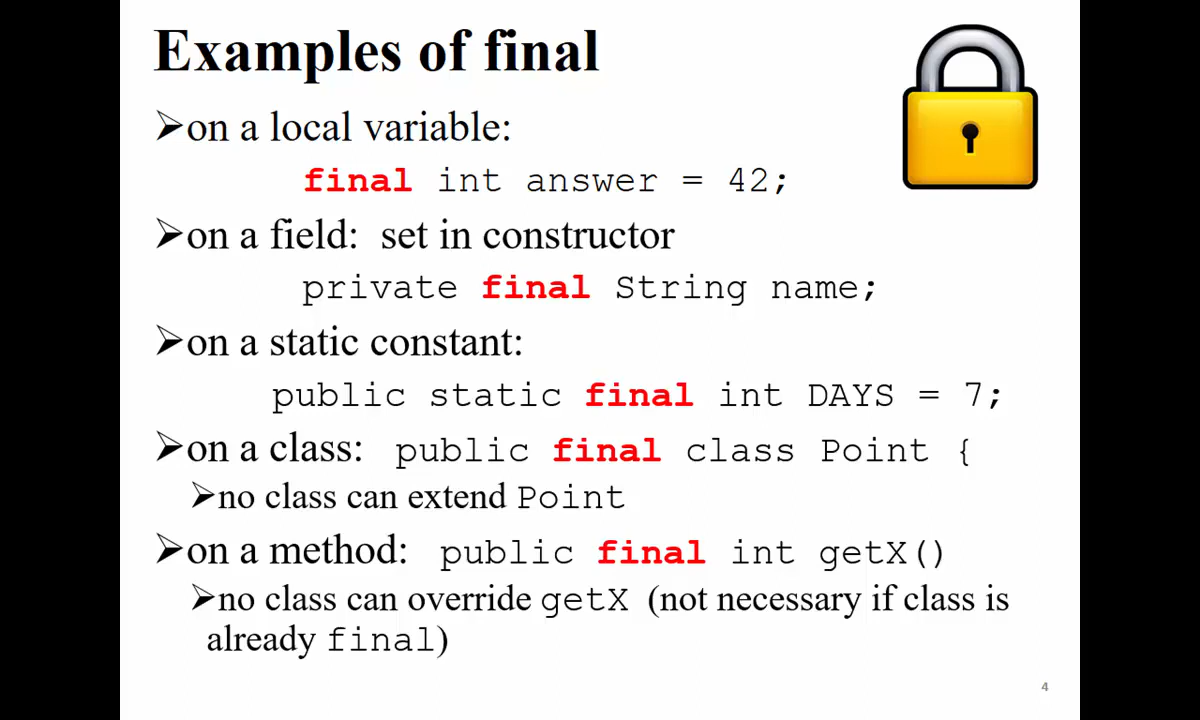 Examples of final
➢on a local variable:
final int answer = 42;
➢on a field: set in constructor
private final String name;
➢on a static constant:
public static final int DAYS = 7;
➢on a class: public final class Point {
➢no class can extend Point
➢on a method: public final int getX()
➢no class can override getX (not necessary if class is
already final)
4